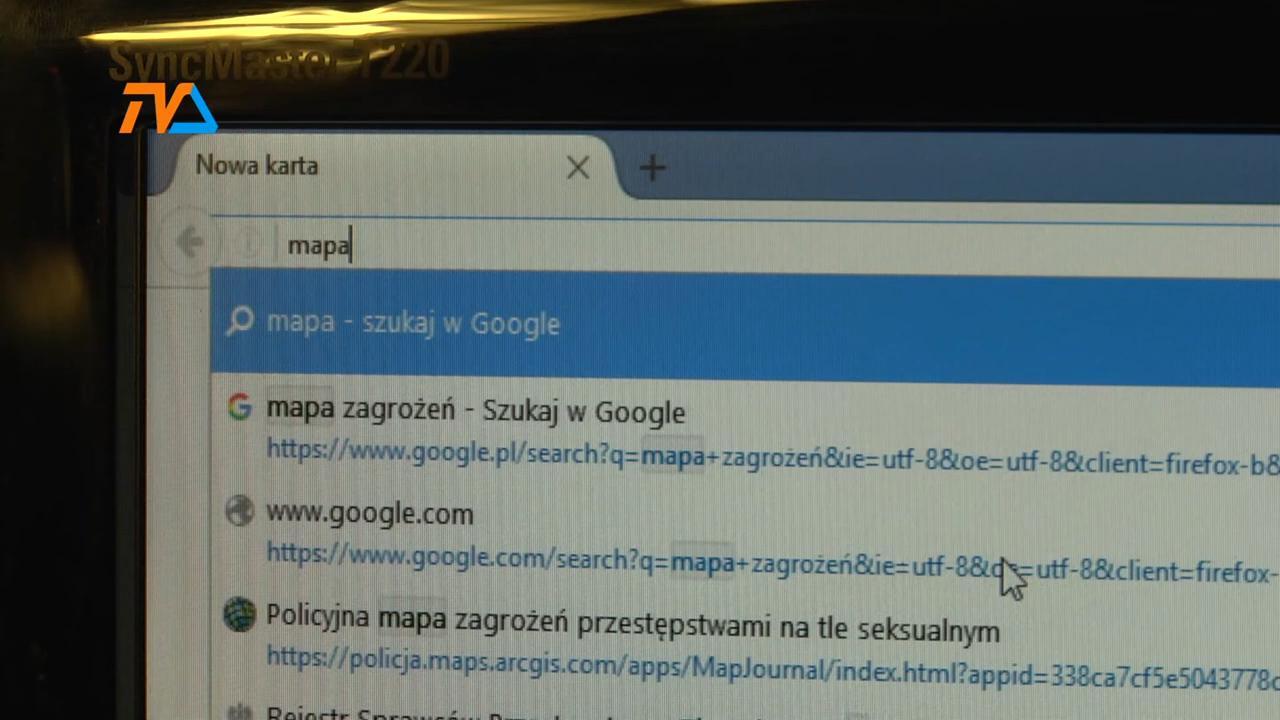 SyncMaster T220
TVA
Nowa karta
mapa
mapa - szukaj w Google
mapa zagrożeń - Szukaj w Google
https://www.google.pl/search?q=mapa+zagrożeń&ie=utf-8&oe=utf-8&client=firefox-b&
www.google.com
https://www.google.com/search?q=mapa+zagrożeń&ie=utf-8&oe=utf-8&client=firefox-
Policyjna mapa zagrożeń przestępstwami na tle seksualnym
https://policja.maps.arcgis.com/apps/MapJournal/index.html?appid=338ca7cf5e5043778c
Rejestr Sprawców